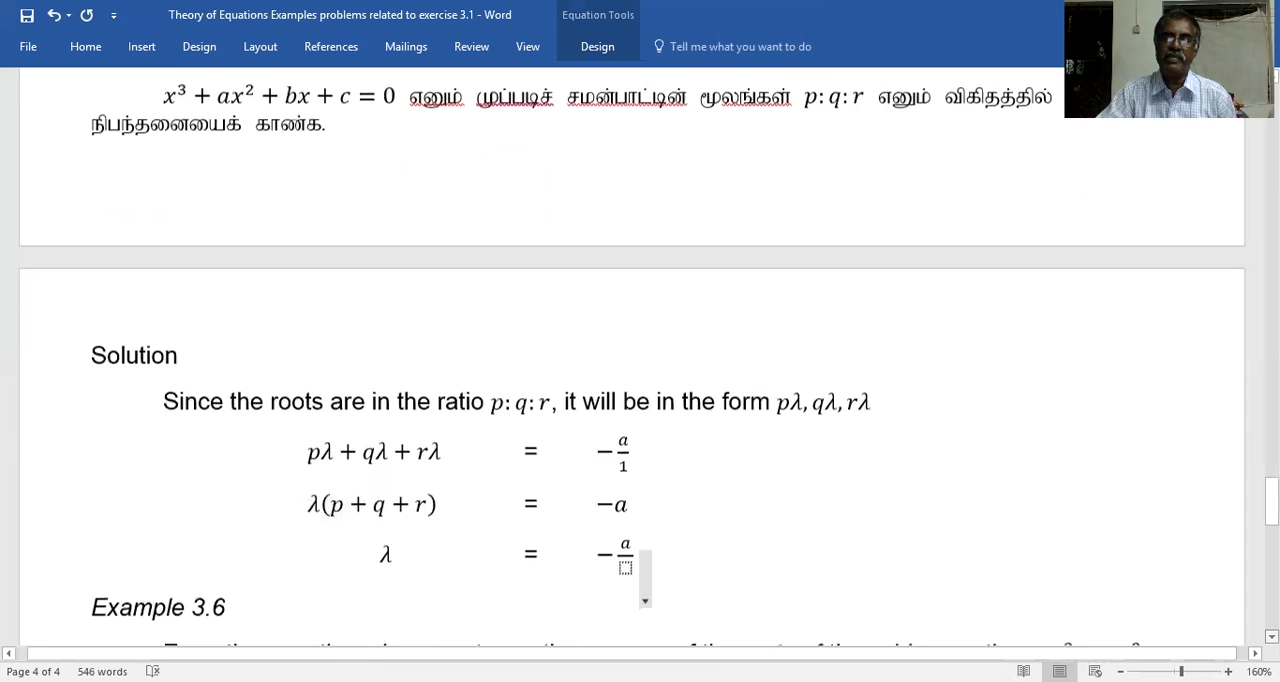 Theory of Equations Examples problems related to exercise 3.1 - Word
Equation Tools
File Home Insert Design Layout References Mailings Review View Design Tell me what you want to do
x³ + ax² + bx + c = 0 எனும் முப்படிச் சமன்பாட்டின் மூலங்கள் p: q: r எனும் விகிதத்தில்
நிபந்தனையைக் காண்க.
Solution
Since the roots are in the ratio p: q: r, it will be in the form pλ, qλ, rλ
pλ + qλ + rλ = −a/1
λ(p + q + r) = −a
λ = −a/
Example 3.6
Page 4 of 4 546 words 160%